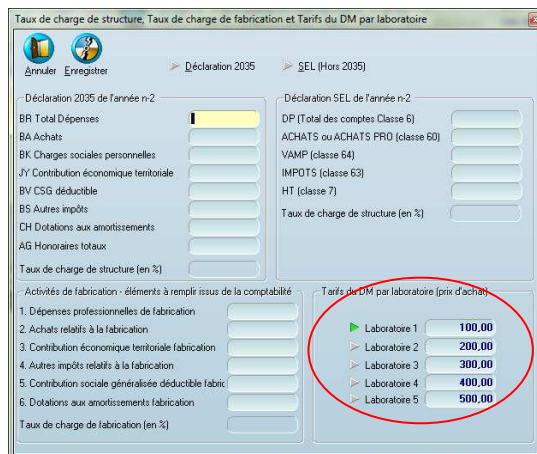 Taux de charge de structure, Taux de charge de fabrication et Tarifs du DM par laboratoire
Annuler Enregistrer
Déclaration 2035
SEL (Hors 2035)
Déclaration 2035 de l'année n-2
BR Total Dépenses
BA Achats
BK Charges sociales personnelles
JY Contribution économique territoriale
BV CSG déductible
BS Autres impôts
CH Dotations aux amortissements
AG Honoraires totaux
Taux de charge de structure (en %)
Déclaration SEL de l'année n-2
DP (Total des comptes Classe 6)
ACHATS ou ACHATS PRO (classe 60)
VAMP (classe 64)
IMPOTS (classe 63)
HT (classe 7)
Taux de charge de structure (en %)
Activités de fabrication - éléments à remplir issus de la comptabilité
1. Dépenses professionnelles de fabrication
2. Achats relatifs à la fabrication
3. Contribution économique territoriale fabrication
4. Autres impôts relatifs à la fabrication
5. Contribution sociale généralisée déductible fabric
6. Dotations aux amortissements fabrication
Taux de charge de fabrication (en %)
Tarifs du DM par laboratoire (prix d'achat)
Laboratoire 1 100,00
Laboratoire 2 200,00
Laboratoire 3 300,00
Laboratoire 4 400,00
Laboratoire 5 500,00